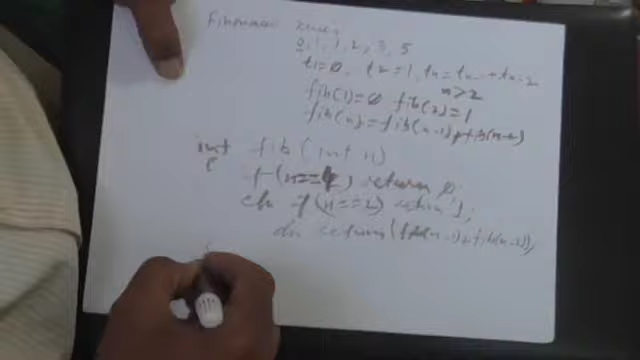 Fibonacci Series
0, 1, 1, 2, 3, 5
t1=0, t2=1, tn=tn-1+tn-2
n>2
fib(1)=0 fib(2)=1
fib(n)=fib(n-1)+fib(n-2)
int fib(int n)
{
if(n==1) return 0;
else if(n==2) return 1;
else return(fib(n-1)+fib(n-2));